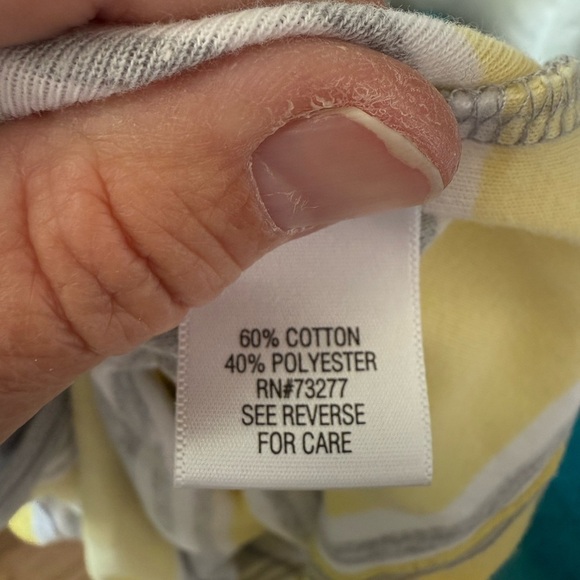 60% COTTON
40% POLYESTER
RN#73277
SEE REVERSE
FOR CARE